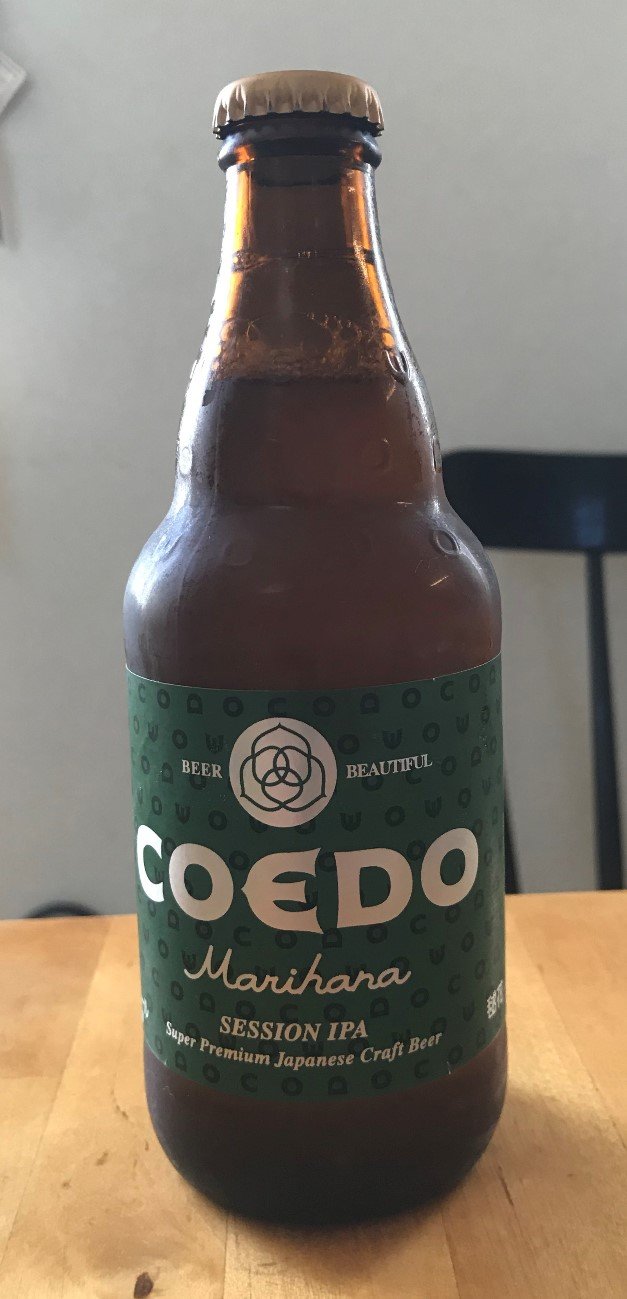 BEER BEAUTIFUL
COEDO
Marihana
SESSION IPA
Super Premium Japanese Craft Beer